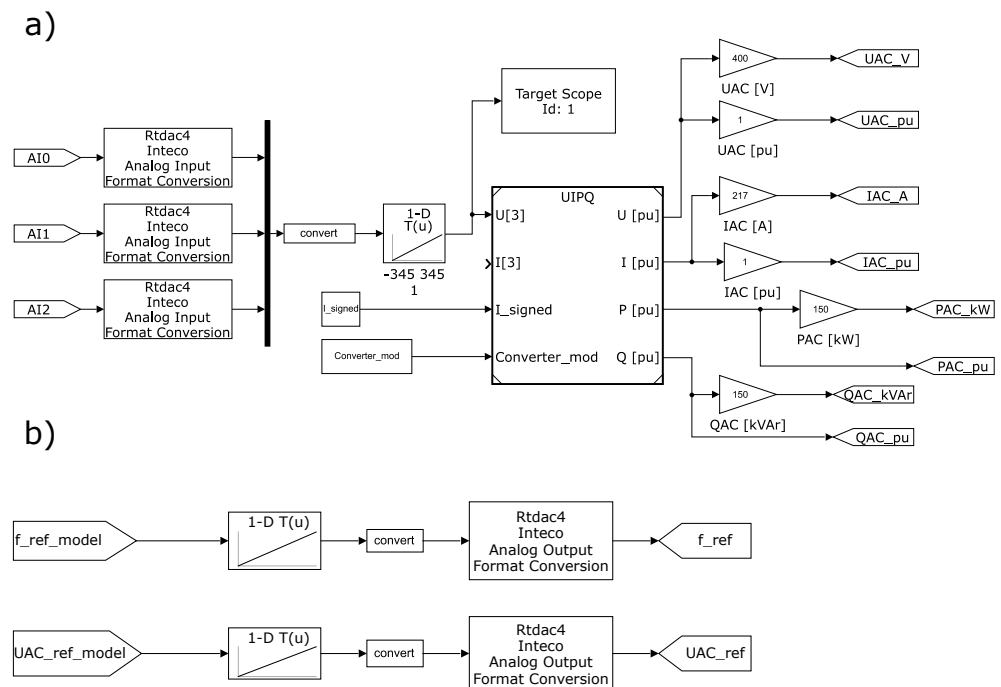 a)
AI0
Rtdac4
Inteco
Analog Input
Format Conversion
AI1
Rtdac4
Inteco
Analog Input
Format Conversion
AI2
Rtdac4
Inteco
Analog Input
Format Conversion
convert
1-D
T(u)
-345 345
1
Target Scope
Id: 1
I_signed
Converter_mod
UIPQ
U[3]
I[3]
I_signed
Converter_mod
U [pu]
I [pu]
P [pu]
Q [pu]
400
UAC [V]
UAC_V
1
UAC [pu]
UAC_pu
217
IAC [A]
IAC_A
1
IAC [pu]
IAC_pu
150
PAC [kW]
PAC_kW
PAC_pu
150
QAC [kVAr]
QAC_kVAr
QAC_pu
b)
f_ref_model
1-D T(u)
convert
Rtdac4
Inteco
Analog Output
Format Conversion
f_ref
UAC_ref_model
1-D T(u)
convert
Rtdac4
Inteco
Analog Output
Format Conversion
UAC_ref